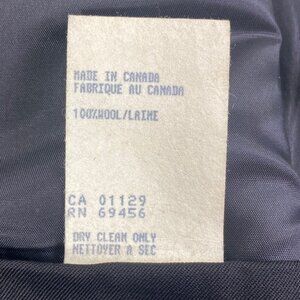 MADE IN CANADA
FABRIQUE AU CANADA
100%WOOL/LAINE
CA 01129
RN 69456
DRY CLEAN ONLY
NETTOYER A SEC